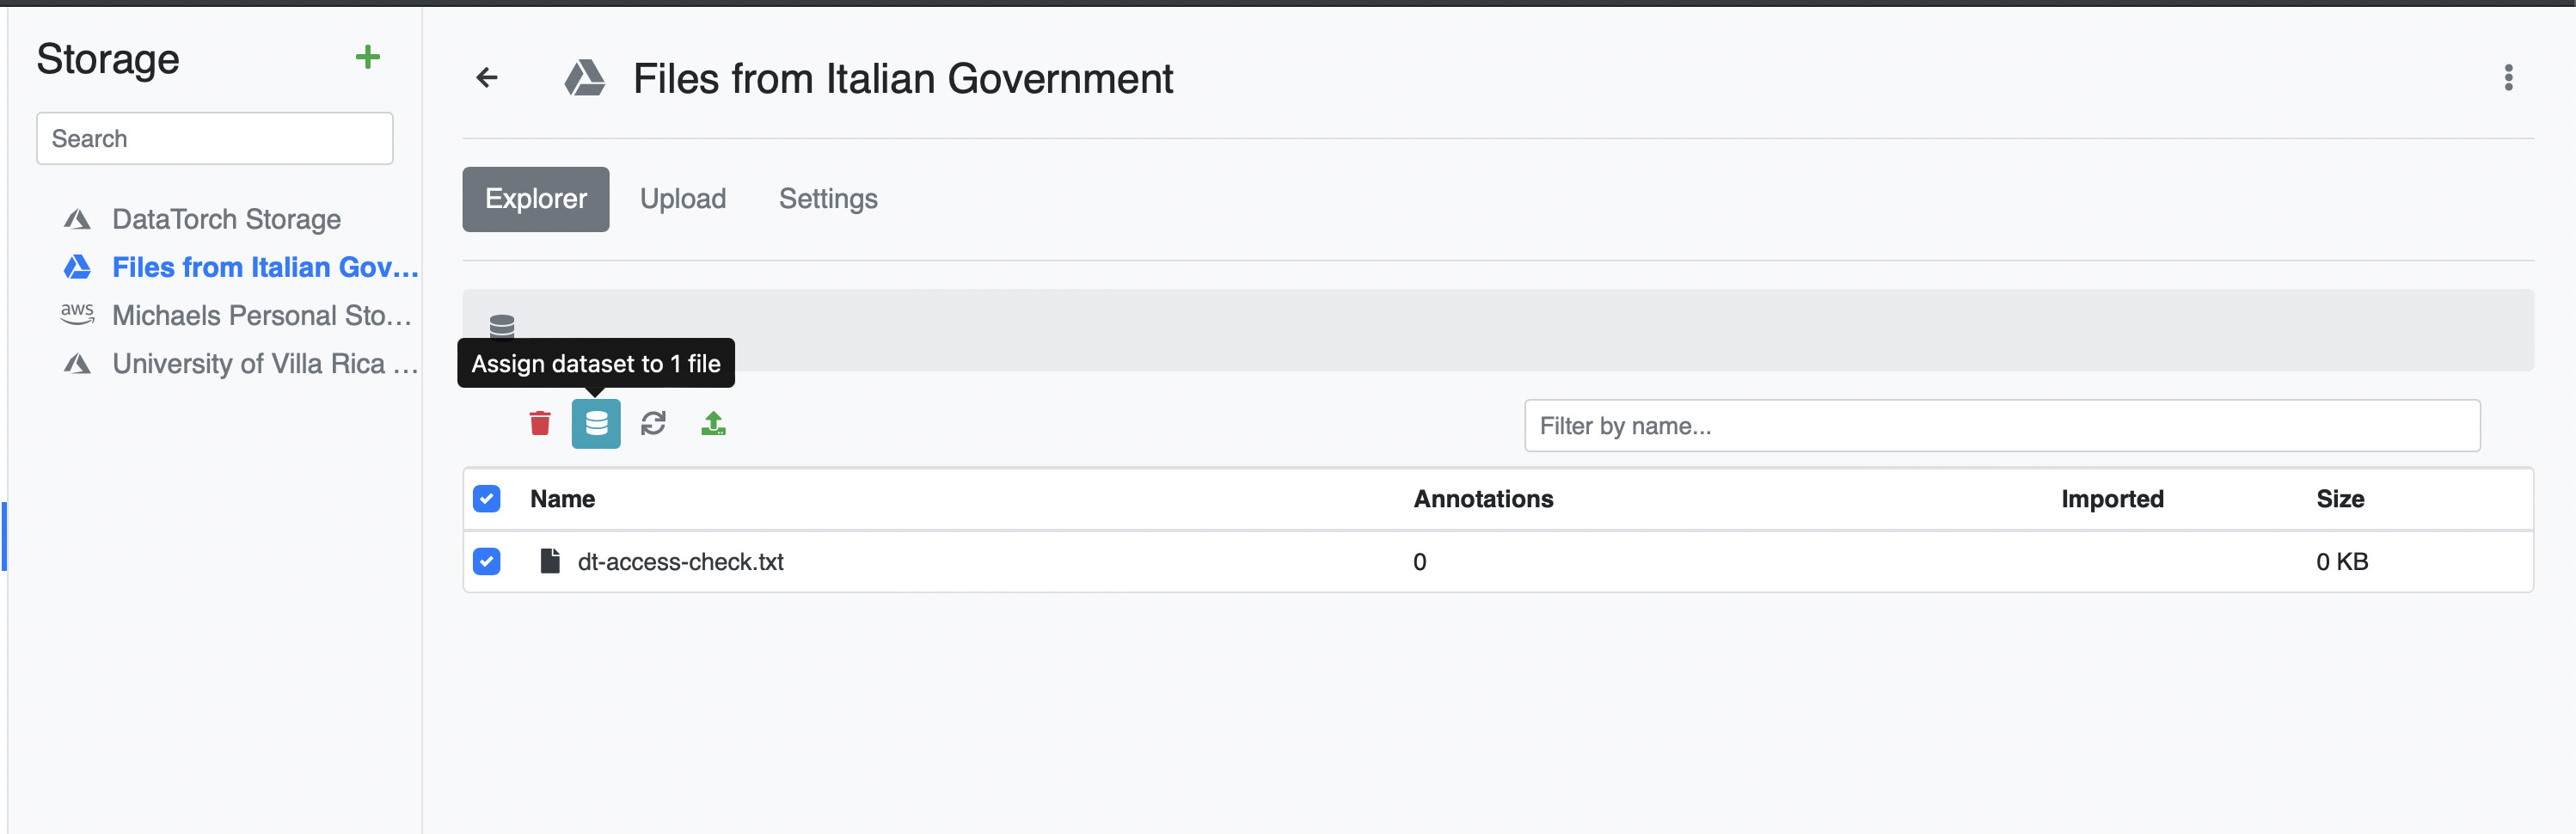 Storage
Search
DataTorch Storage
Files from Italian Gov...
aws
Michaels Personal Sto...
University of Villa Rica ...
Files from Italian Government
Explorer
Upload
Settings
Assign dataset to 1 file
Filter by name...
Name Annotations Imported Size
dt-access-check.txt 0 0 KB